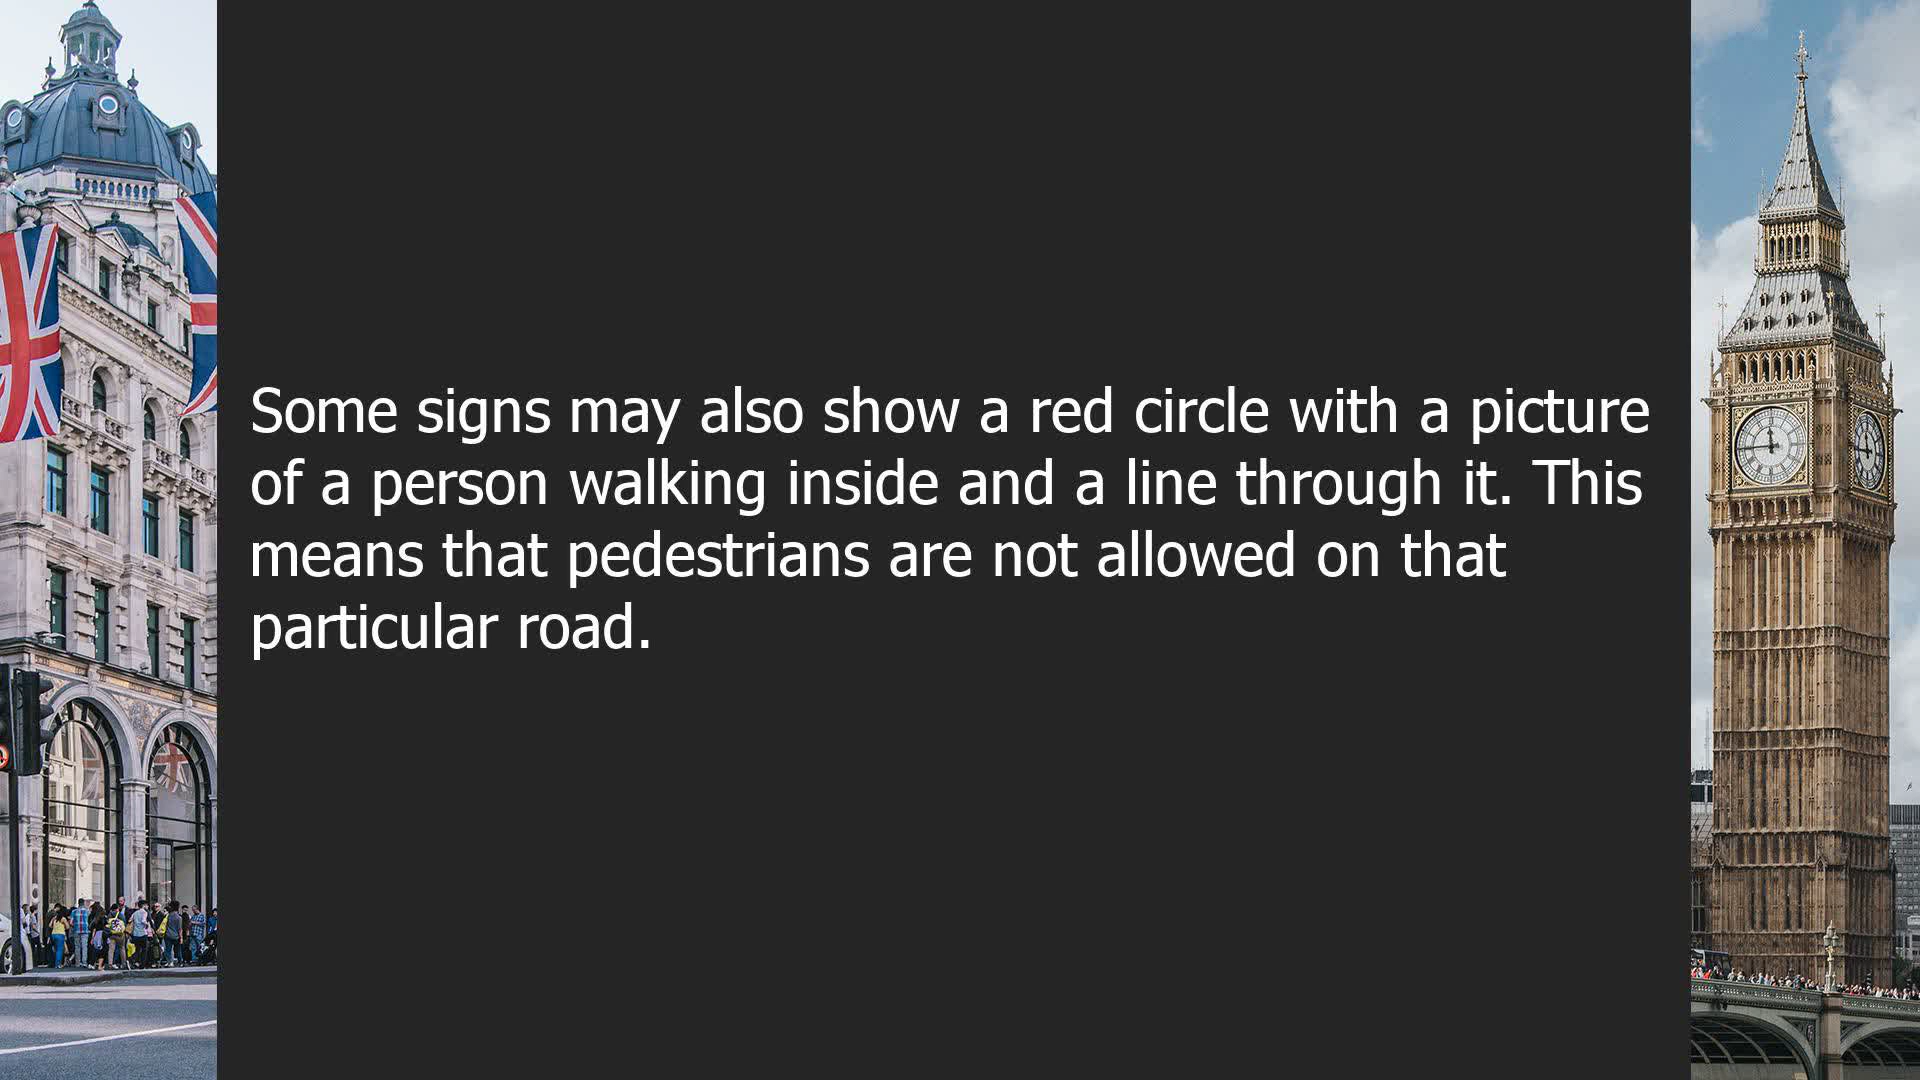 Some signs may also show a red circle with a picture
of a person walking inside and a line through it. This
means that pedestrians are not allowed on that
particular road.